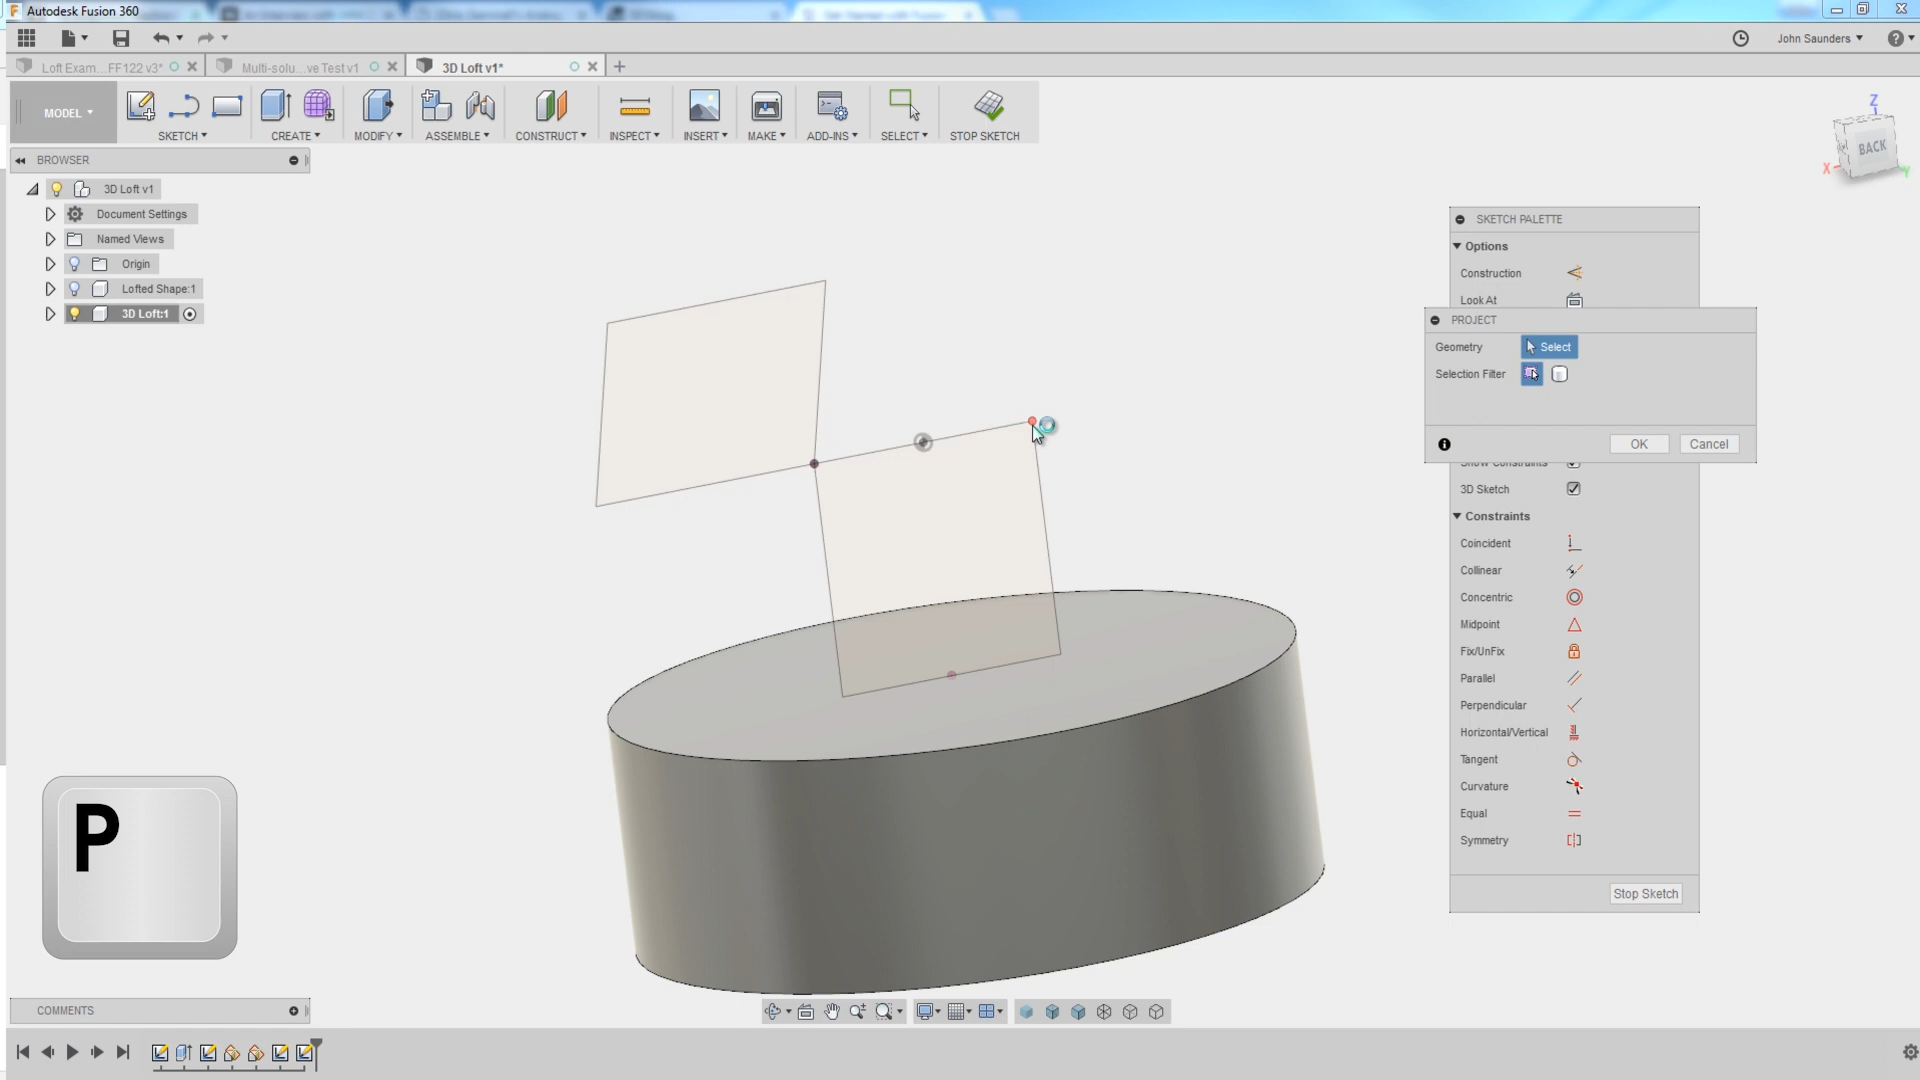 Autodesk Fusion 360
John Saunders
Loft Exam... FF122 v3*
Multi-solu...ve Test v1
3D Loft v1*
MODEL
SKETCH
CREATE
MODIFY
ASSEMBLE
CONSTRUCT
INSPECT
INSERT
MAKE
ADD-INS
SELECT
STOP SKETCH
BROWSER
3D Loft v1
Document Settings
Named Views
Origin
Lofted Shape:1
3D Loft:1
Z
BACK
X
Y
SKETCH PALETTE
Options
Construction
Look At
PROJECT
Geometry
Select
Selection Filter
OK
Cancel
Show Constraints
3D Sketch
Constraints
Coincident
Collinear
Concentric
Midpoint
Fix/UnFix
Parallel
Perpendicular
Horizontal/Vertical
Tangent
Curvature
Equal
Symmetry
Stop Sketch
P
COMMENTS